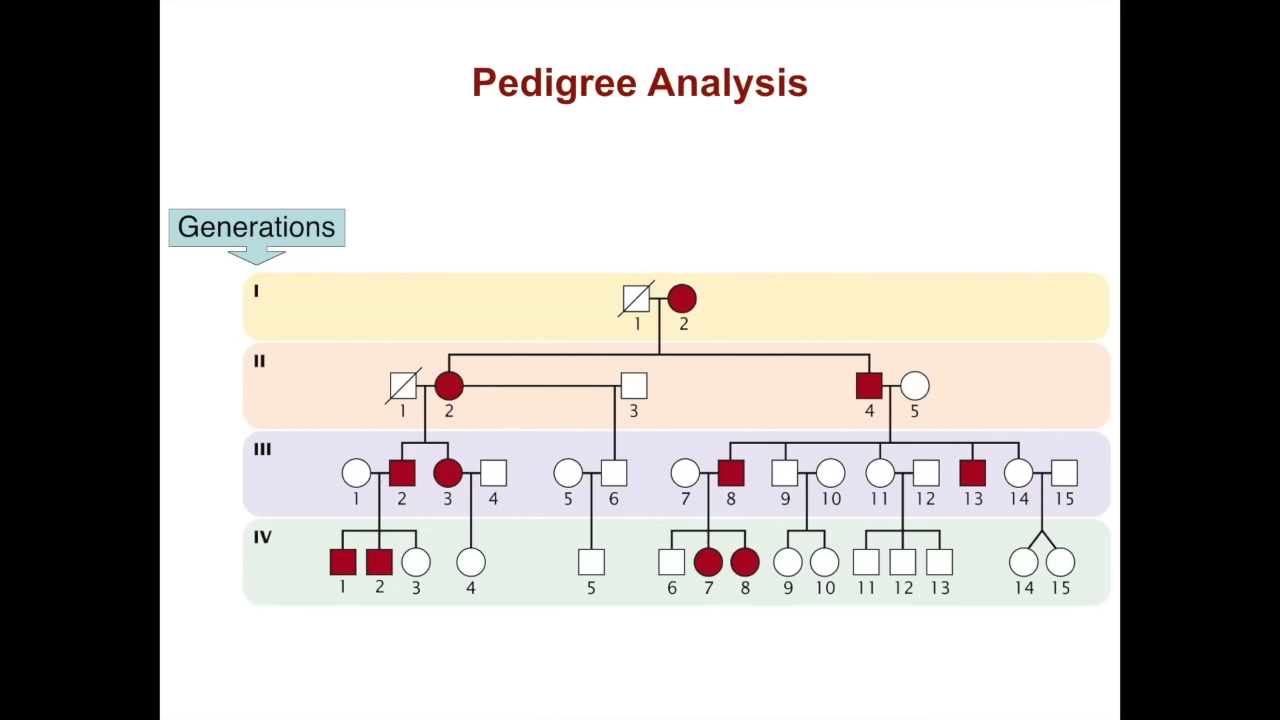 Pedigree Analysis
Generations
I
1 2
II
1 2 3 4 5
III
1 2 3 4 5 6 7 8 9 10 11 12 13 14 15
IV
1 2 3 4 5 6 7 8 9 10 11 12 13 14 15